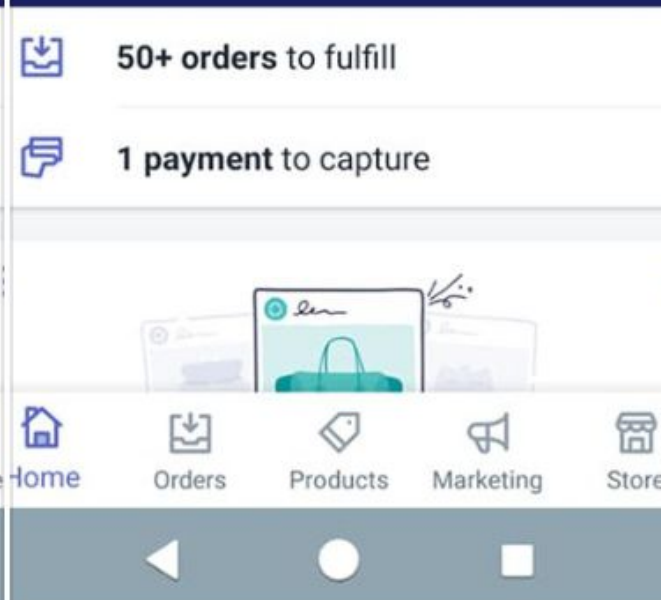 50+ orders to fulfill
1 payment to capture
Home
Orders
Products
Marketing
Store